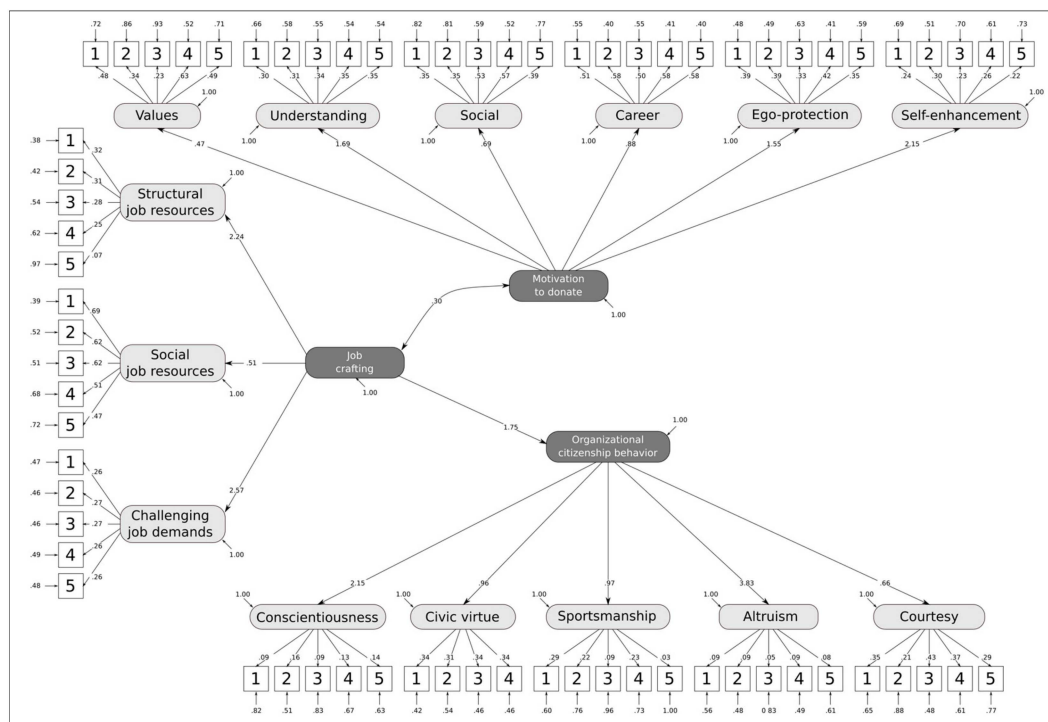 .72 .86 .93 .52 .71 .66 .58 .55 .54 .54 .82 .81 .59 .52 .77 .55 .40 .55 .41 .40 .48 .49 .63 .41 .59 .69 .51 .70 .61 .73
1 2 3 4 5 1 2 3 4 5 1 2 3 4 5 1 2 3 4 5 1 2 3 4 5 1 2 3 4 5
.48 .34 .23 .63 .49 .30 .31 .34 .35 .35 .35 .35 .53 .57 .39 .51 .58 .50 .58 .58 .39 .39 .33 .42 .35 .24 .30 .23 .26 .22
1.00 1.00
Values Understanding Social Career Ego-protection Self-enhancement
1.00 1.00 1.00 1.00
.47 1.69 .69 .88 1.55 2.15
.38 1 .32
.42 2 .31
.54 3 .28
.62 4 .25
.97 5 .07
1.00
Structural
job resources
2.24
Motivation
to donate
1.00
.30
.39 1 .69
.52 2 .62
.51 3 .62
.68 4 .51
.72 5 .47
Social
job resources
1.00
.51
Job
crafting
1.00
1.75
Organizational
citizenship behavior
1.00
.47 1 .26
.46 2 .27
.46 3 .27
.49 4 .26
.48 5 .26
2.57
Challenging
job demands
1.00
2.15 .96 .97 3.83 .66
1.00 1.00 1.00 1.00 1.00
Conscientiousness Civic virtue Sportsmanship Altruism Courtesy
.09 .16 .09 .13 .14 .34 .31 .34 .34 .29 .22 .09 .23 .03 .09 .09 .05 .09 .08 .35 .21 .43 .37 .29
1 2 3 4 5 1 2 3 4 1 2 3 4 5 1 2 3 4 5 1 2 3 4 5
.82 .51 .83 .67 .63 .42 .54 .46 .46 .60 .76 .96 .73 1.00 .56 .48 0 83 .49 .61 .65 .88 .48 .61 .77